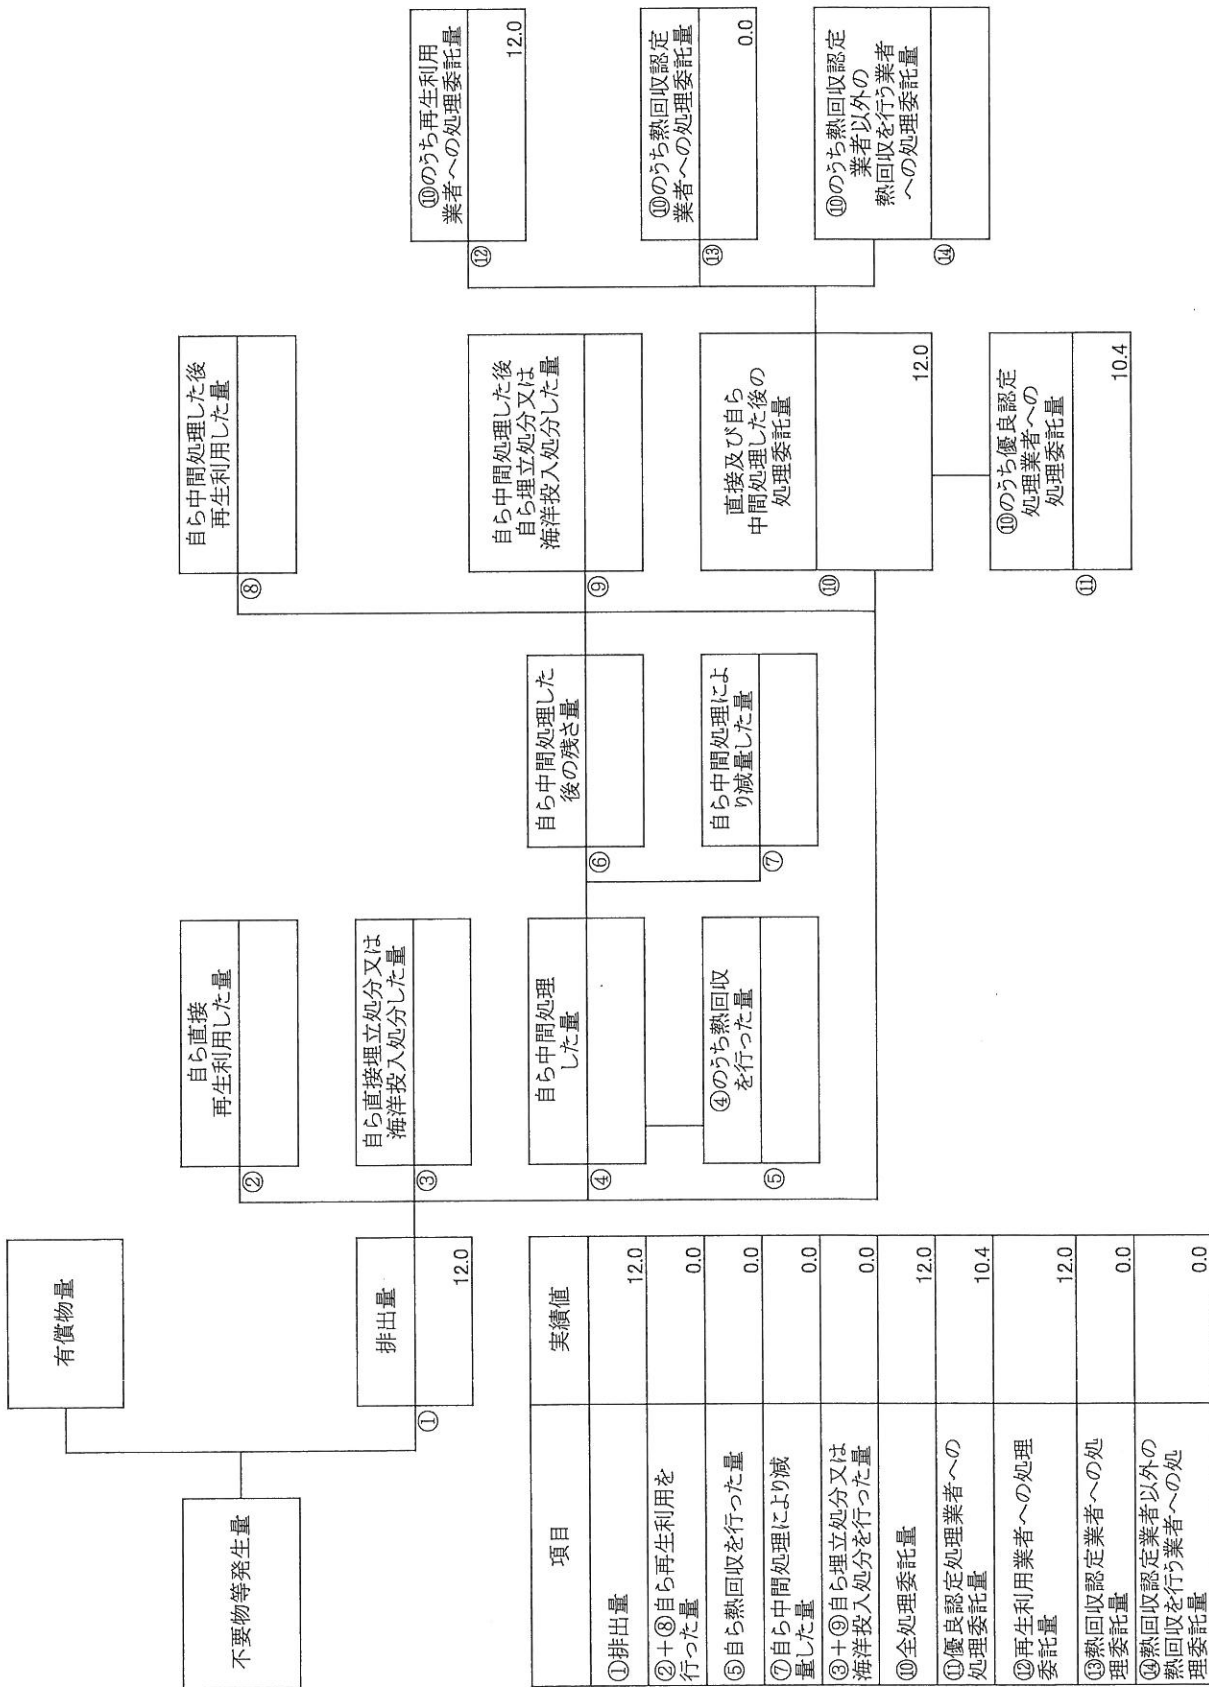 不要物等発生量
有償物量
排出量
①
12.0
自ら直接
再生利用した量
②
自ら直接埋立処分又は
海洋投入処分した量
③
自ら中間処理
した量
④
④のうち熱回収
を行った量
⑤
自ら中間処理した
後の残さ量
⑥
自ら中間処理によ
り減量した量
⑦
自ら中間処理した後
再生利用した量
⑧
自ら中間処理した後
自ら埋立処分又は
海洋投入処分した量
⑨
直接及び自ら
中間処理した後の
処理委託量
⑩
12.0
⑩のうち優良認定
処理業者への
処理委託量
⑪
10.4
⑩のうち再生利用
業者への処理委託量
⑫
12.0
⑩のうち熱回収認定
業者への処理委託量
⑬
0.0
⑩のうち熱回収認定
業者以外の
熱回収を行う業者
への処理委託量
⑭
項目 実績値
①排出量 12.0
②+⑧自ら再生利用を
行った量 0.0
⑤自ら熱回収を行った量 0.0
⑦自ら中間処理により減
量した量 0.0
③+⑨自ら埋立処分又は
海洋投入処分を行った量 0.0
⑩全処理委託量 12.0
⑪優良認定処理業者への
処理委託量 10.4
⑫再生利用業者への処理
委託量 12.0
⑬熱回収認定業者への処
理委託量 0.0
⑭熱回収認定業者以外の
熱回収を行う業者への処
理委託量 0.0